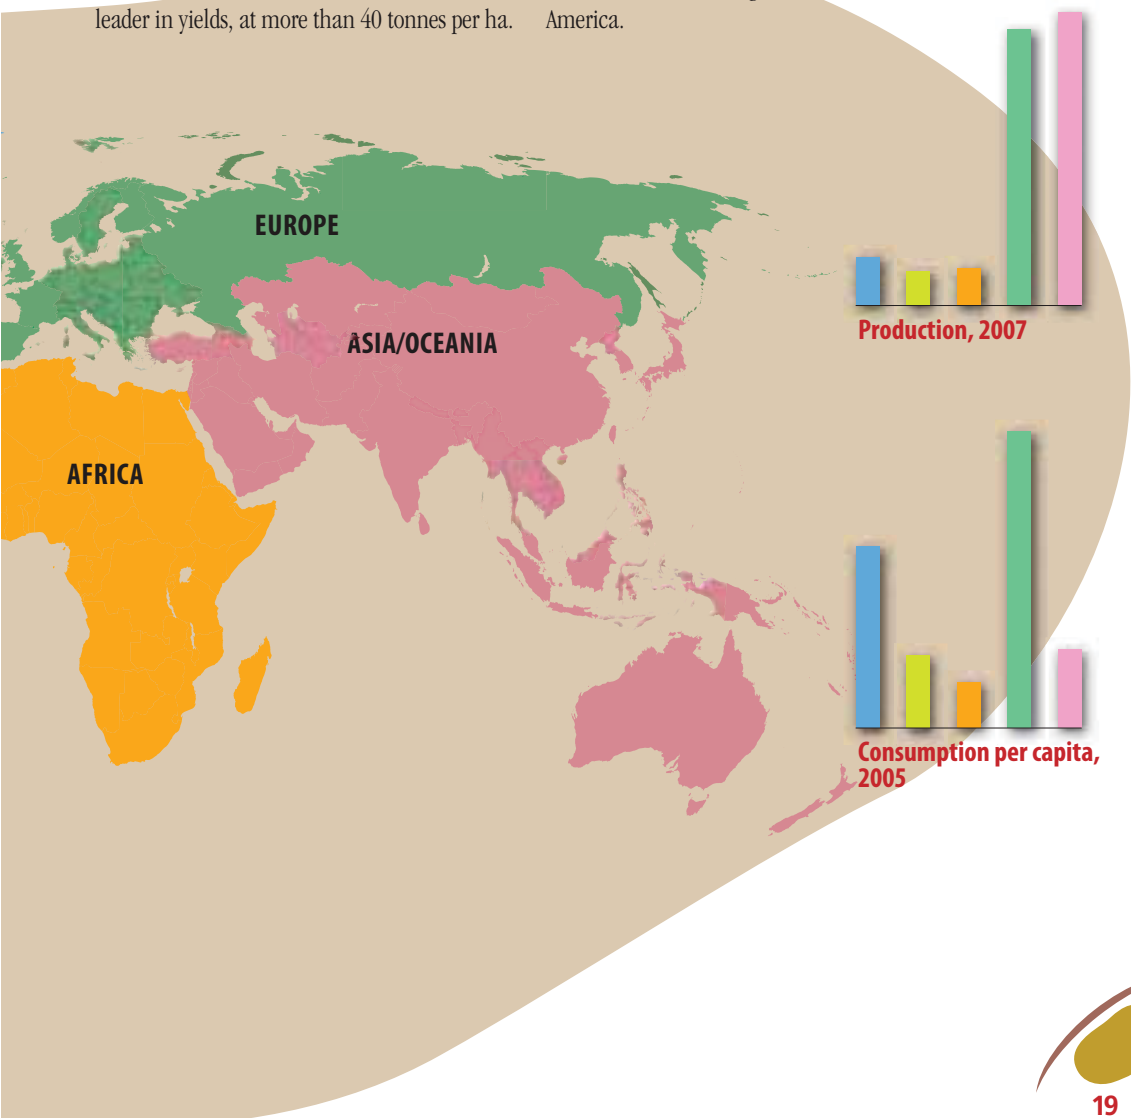 leader in yields, at more than 40 tonnes per ha.
America.
EUROPE
ASIA/OCEANIA
AFRICA
Production, 2007
Consumption per capita,
2005
19